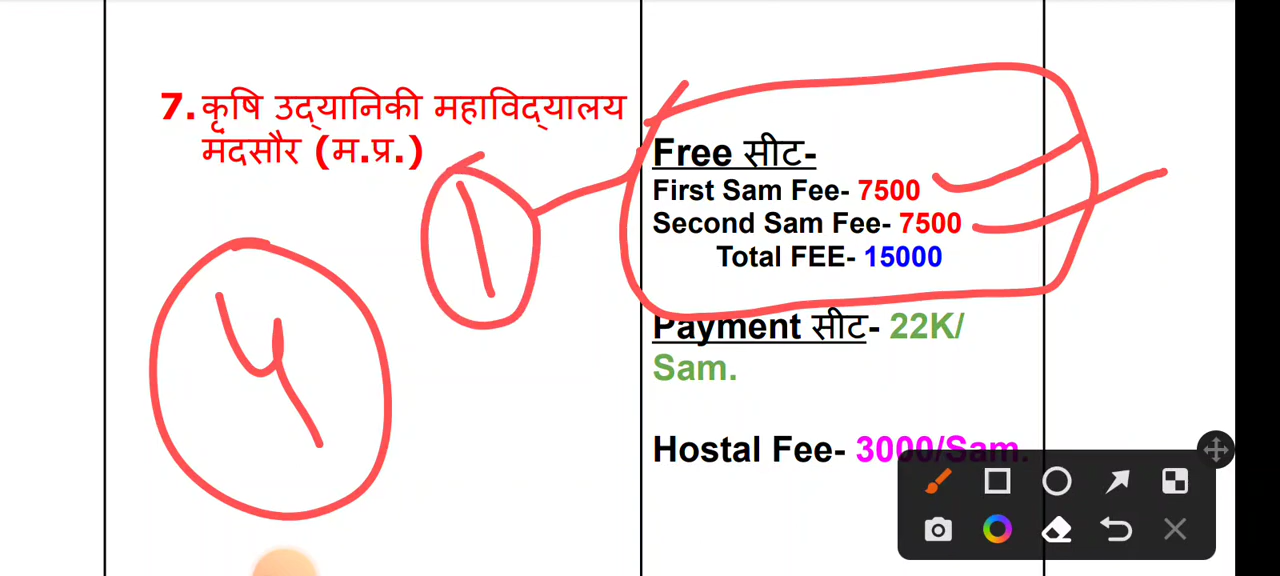 7. कृषि उद्यानिकी महाविद्यालय
मंदसौर (म.प्र.)
Free सीट-
First Sam Fee- 7500
Second Sam Fee- 7500
Total FEE- 15000
Payment सीट- 22K/
Sam.
Hostal Fee- 3000/Sam.
1